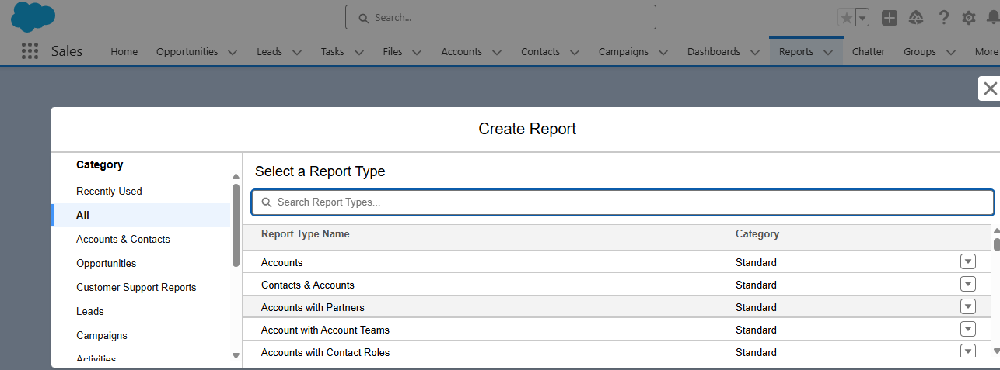 Search...
Sales
Home
Opportunities
Leads
Tasks
Files
Accounts
Contacts
Campaigns
Dashboards
Reports
Chatter
Groups
More
Create Report
Category
Recently Used
All
Accounts & Contacts
Opportunities
Customer Support Reports
Leads
Campaigns
Activities
Select a Report Type
Search Report Types...
Report Type Name Category
Accounts Standard
Contacts & Accounts Standard
Accounts with Partners Standard
Account with Account Teams Standard
Accounts with Contact Roles Standard